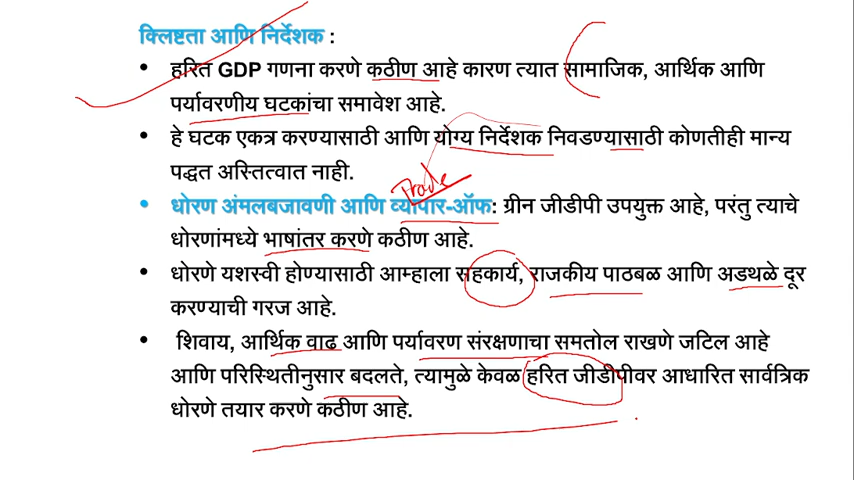 क्लिष्टता आणि निर्देशक :
• हरित GDP गणना करणे कठीण आहे कारण त्यात सामाजिक, आर्थिक आणि
पर्यावरणीय घटकांचा समावेश आहे.
• हे घटक एकत्र करण्यासाठी आणि योग्य निर्देशक निवडण्यासाठी कोणतीही मान्य
पद्धत अस्तित्वात नाही.
Trade
• धोरण अंमलबजावणी आणि व्यापार-ऑफ: ग्रीन जीडीपी उपयुक्त आहे, परंतु त्याचे
धोरणांमध्ये भाषांतर करणे कठीण आहे.
• धोरणे यशस्वी होण्यासाठी आम्हाला सहकार्य, राजकीय पाठबळ आणि अडथळे दूर
करण्याची गरज आहे.
• शिवाय, आर्थिक वाढ आणि पर्यावरण संरक्षणाचा समतोल राखणे जटिल आहे
आणि परिस्थितीनुसार बदलते, त्यामुळे केवळ हरित जीडीपीवर आधारित सार्वत्रिक
धोरणे तयार करणे कठीण आहे.